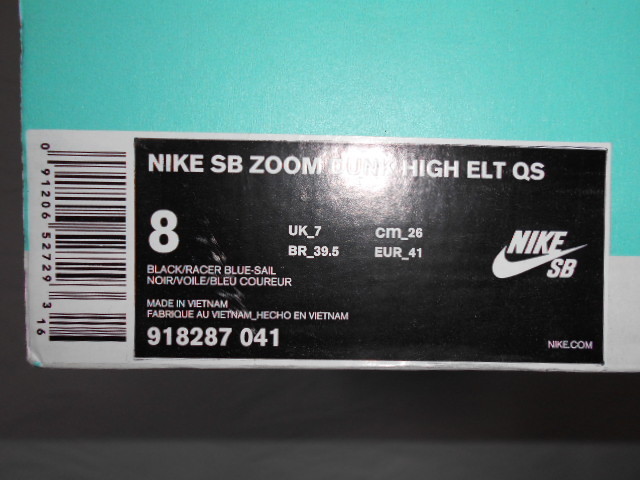 NIKE SB ZOOM DUNK HIGH ELT QS
8
UK_7 cm_26
BR_39.5 EUR_41
NIKE SB
BLACK/RACER BLUE-SAIL
NOIR/VOILE/BLEU COUREUR
MADE IN VIETNAM
FABRIQUE AU VIETNAM_HECHO EN VIETNAM
918287 041
NIKE.COM
0 91206 52729 3 16